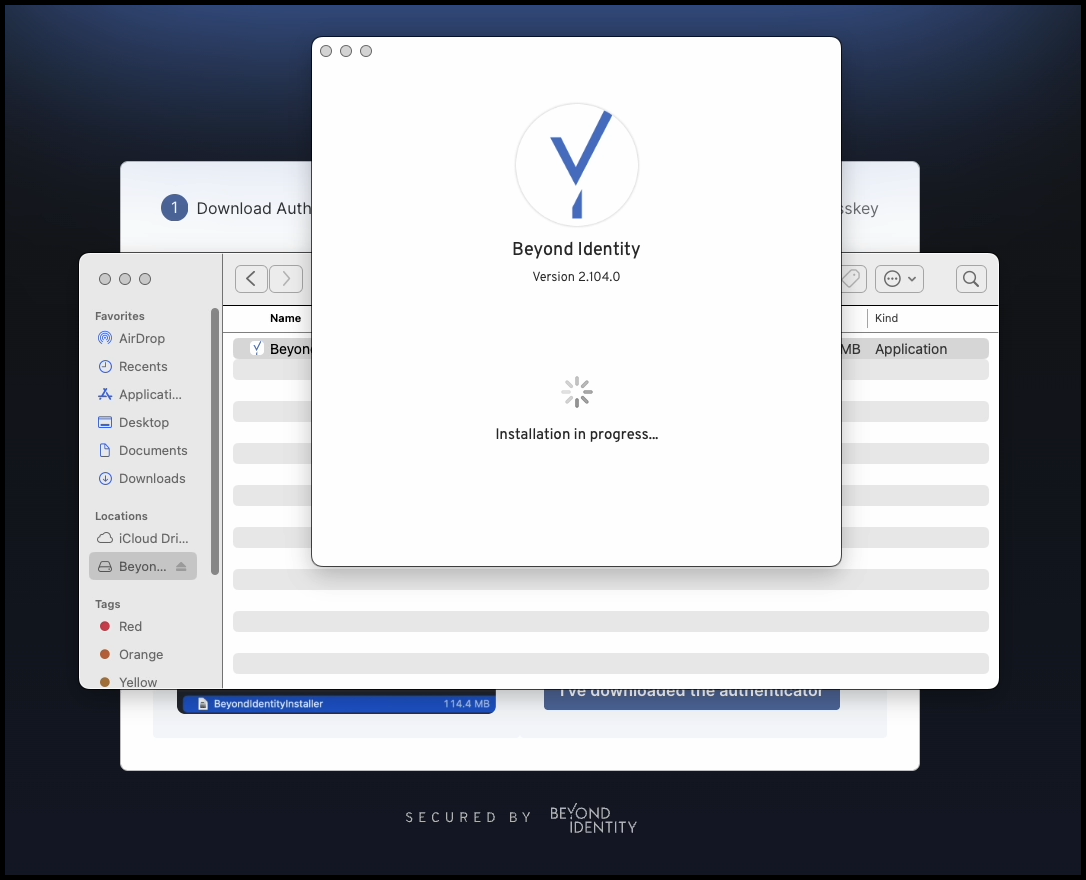 1 Download Auth
sskey
Beyond Identity
Version 2.104.0
Installation in progress...
Favorites
AirDrop
Recents
Applicati...
Desktop
Documents
Downloads
Locations
iCloud Dri...
Beyon...
Tags
Red
Orange
Yellow
Name
Kind
Beyon
MB
Application
BeyondIdentityInstaller
114.4 MB
I've downloaded the authenticator
SECURED BY
BEYOND
IDENTITY